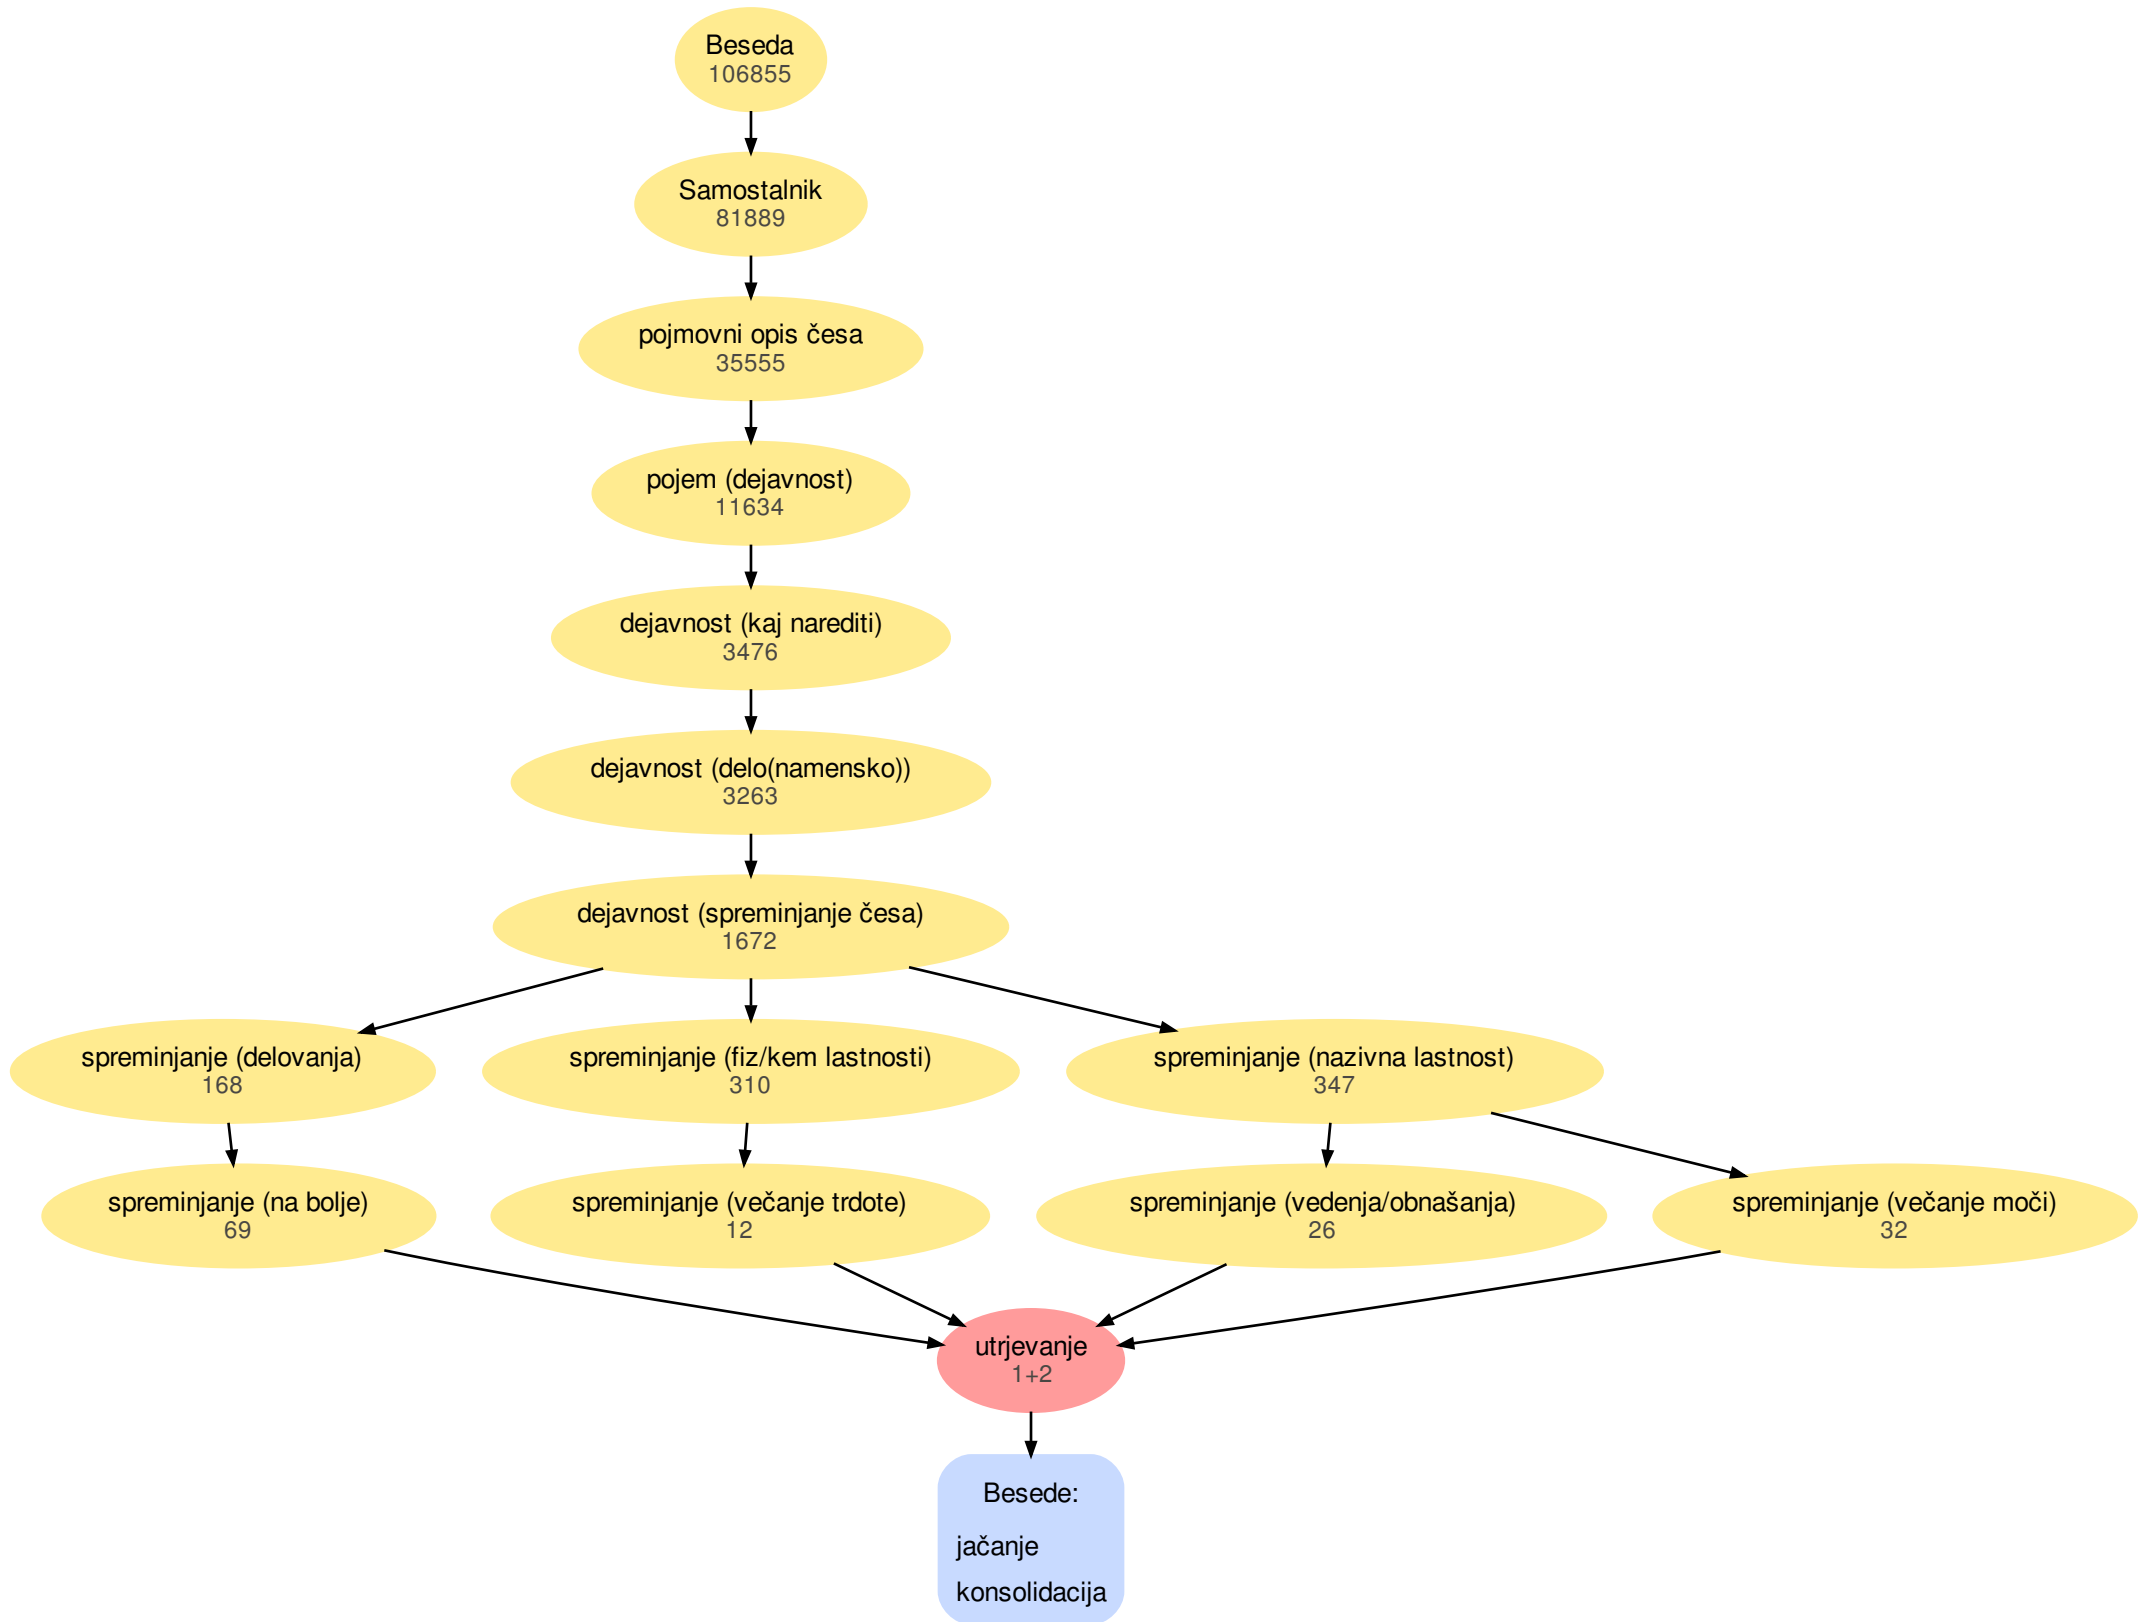 Beseda
106855
Samostalnik
81889
pojmovni opis česa
35555
pojem (dejavnost)
11634
dejavnost (kaj narediti)
3476
dejavnost (delo(namensko))
3263
dejavnost (spreminjanje česa)
1672
spreminjanje (delovanja)
168
spreminjanje (fiz/kem lastnosti)
310
spreminjanje (nazivna lastnost)
347
spreminjanje (na bolje)
69
spreminjanje (večanje trdote)
12
spreminjanje (vedenja/obnašanja)
26
spreminjanje (večanje moči)
32
utrjevanje
1+2
Besede:
jačanje
konsolidacija